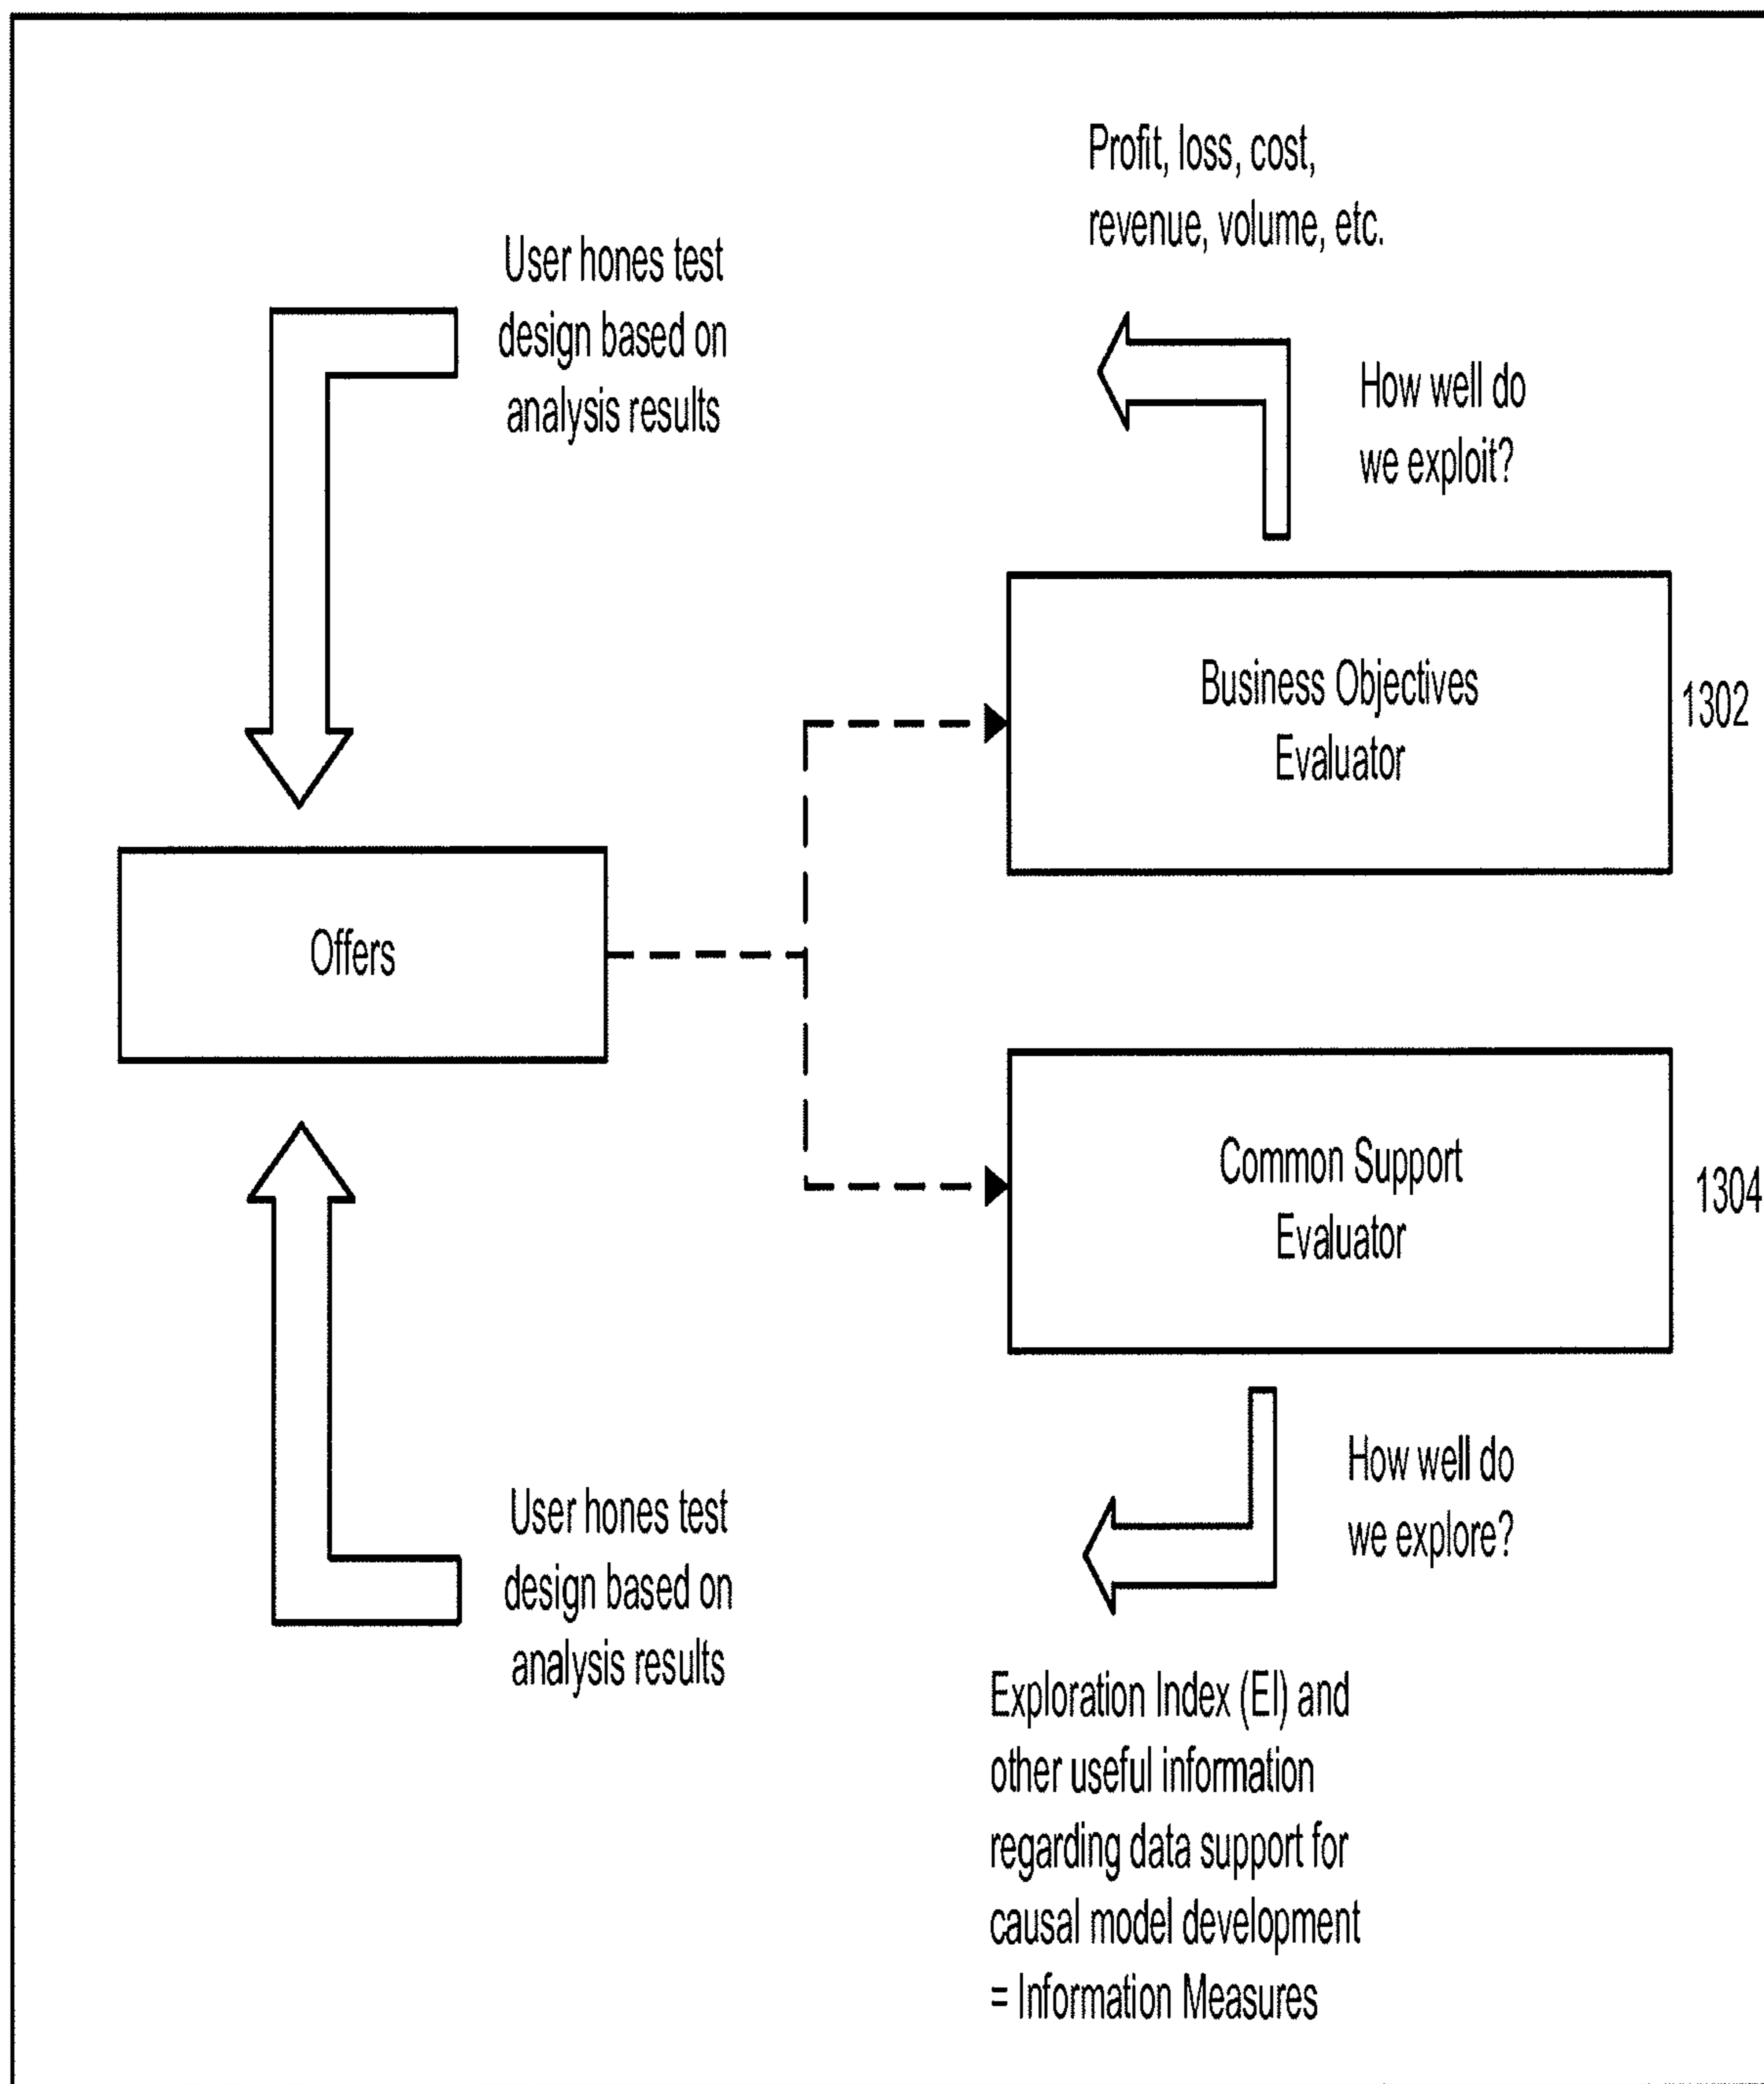 Profit, loss, cost,
revenue, volume, etc.
User hones test
design based on
analysis results
How well do
we exploit?
Business Objectives
Evaluator
1302
Offers
Common Support
Evaluator
1304
How well do
we explore?
User hones test
design based on
analysis results
Exploration Index (EI) and
other useful information
regarding data support for
causal model development
= Information Measures